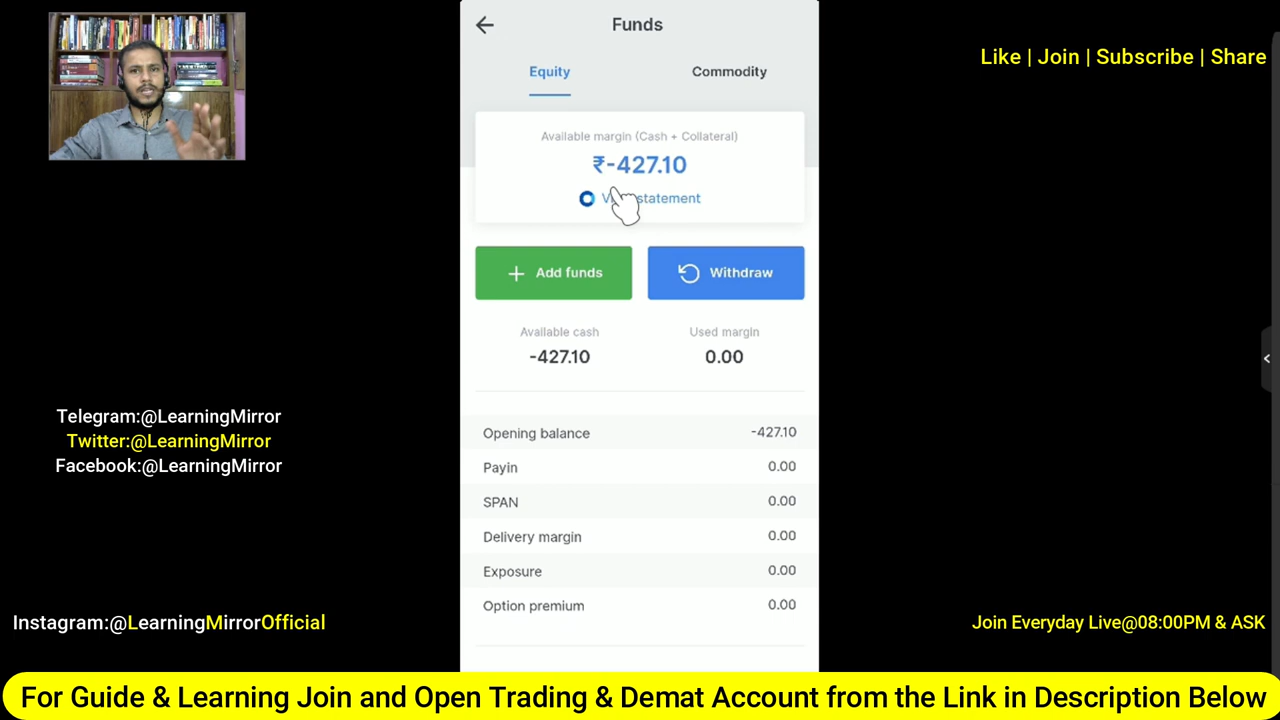 Funds
Like | Join | Subscribe | Share
Equity
Commodity
Available margin (Cash + Collateral)
₹-427.10
statement
Add funds
Withdraw
Available cash
Used margin
-427.10
0.00
Telegram:@LearningMirror
Twitter:@LearningMirror
Facebook:@LearningMirror
Opening balance
-427.10
Payin
0.00
SPAN
0.00
Delivery margin
0.00
Exposure
0.00
Option premium
0.00
Instagram:@LearningMirrorOfficial
Join Everyday Live@08:00PM & ASK
For Guide & Learning Join and Open Trading & Demat Account from the Link in Description Below